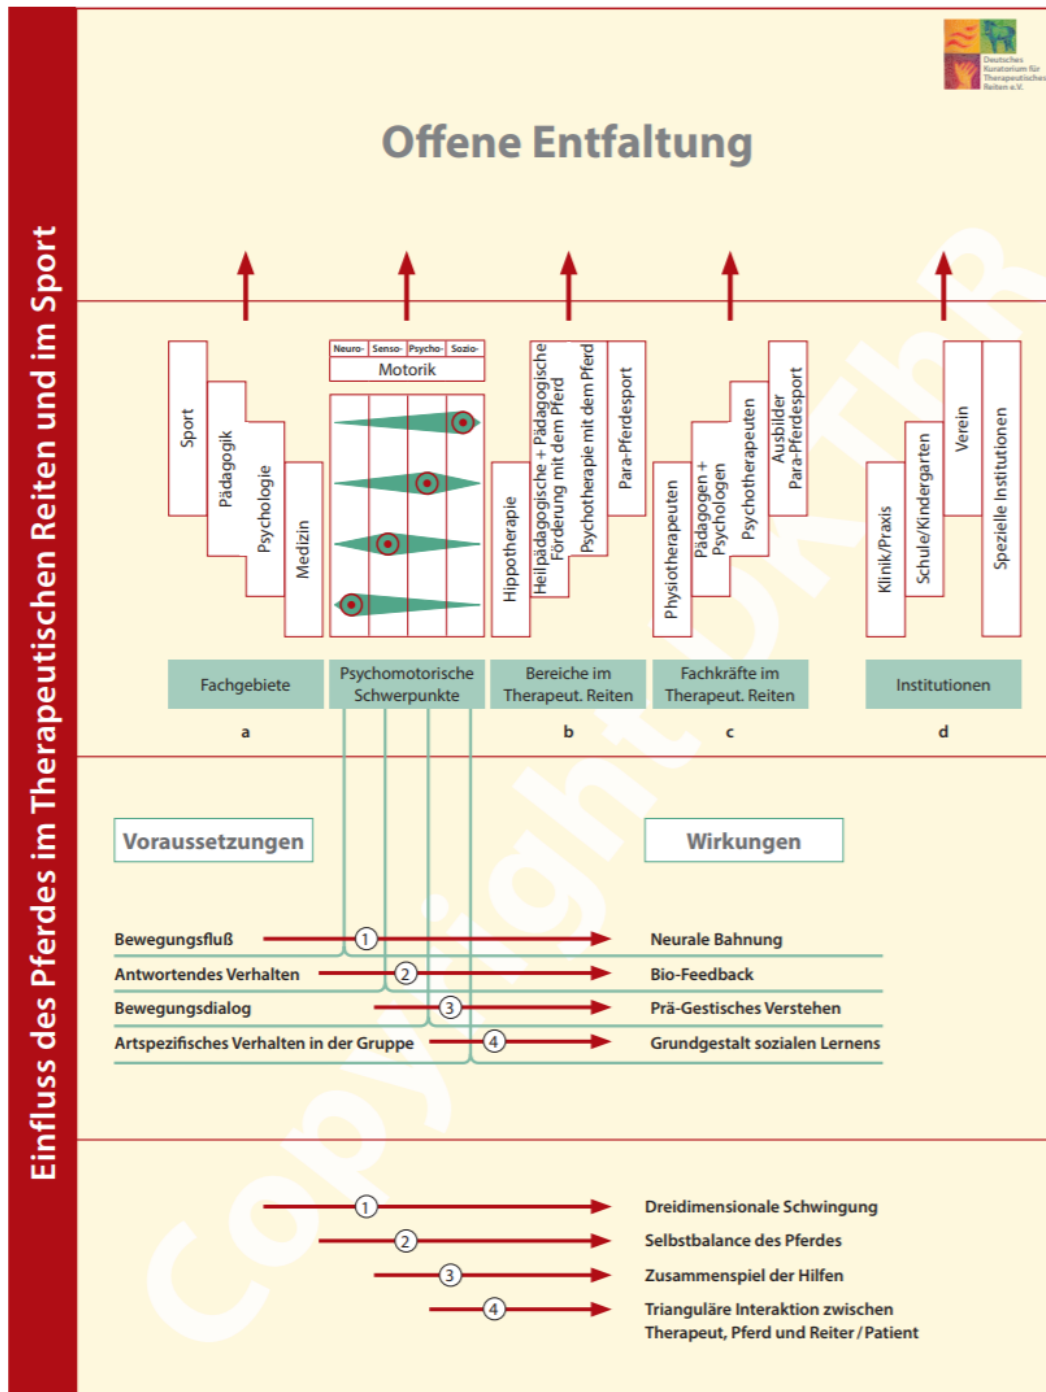 Einfluss des Pferdes im Therapeutischen Reiten und im Sport
Deutsches
Kuratorium für
Therapeutisches
Reiten e.V.
Offene Entfaltung
Sport
Pädagogik
Psychologie
Medizin
Neuro-
Senso-
Psycho-
Sozio-
Motorik
Hippotherapie
Heilpädagogische + Pädagogische
Förderung mit dem Pferd
Psychotherapie mit dem Pferd
Para-Pferdesport
Physiotherapeuten
Pädagogen +
Psychologen
Psychotherapeuten
Ausbilder
Para-Pferdesport
Klinik/Praxis
Schule/Kindergarten
Verein
Spezielle Institutionen
Fachgebiete
Psychomotorische
Schwerpunkte
Bereiche im
Therapeut. Reiten
Fachkräfte im
Therapeut. Reiten
Institutionen
a
b
c
d
Voraussetzungen
Wirkungen
Bewegungsfluß
1
Neurale Bahnung
Antwortendes Verhalten
2
Bio-Feedback
Bewegungsdialog
3
Prä-Gestisches Verstehen
Artspezifisches Verhalten in der Gruppe
4
Grundgestalt sozialen Lernens
1
Dreidimensionale Schwingung
2
Selbstbalance des Pferdes
3
Zusammenspiel der Hilfen
4
Trianguläre Interaktion zwischen
Therapeut, Pferd und Reiter / Patient
Copyright DKThR